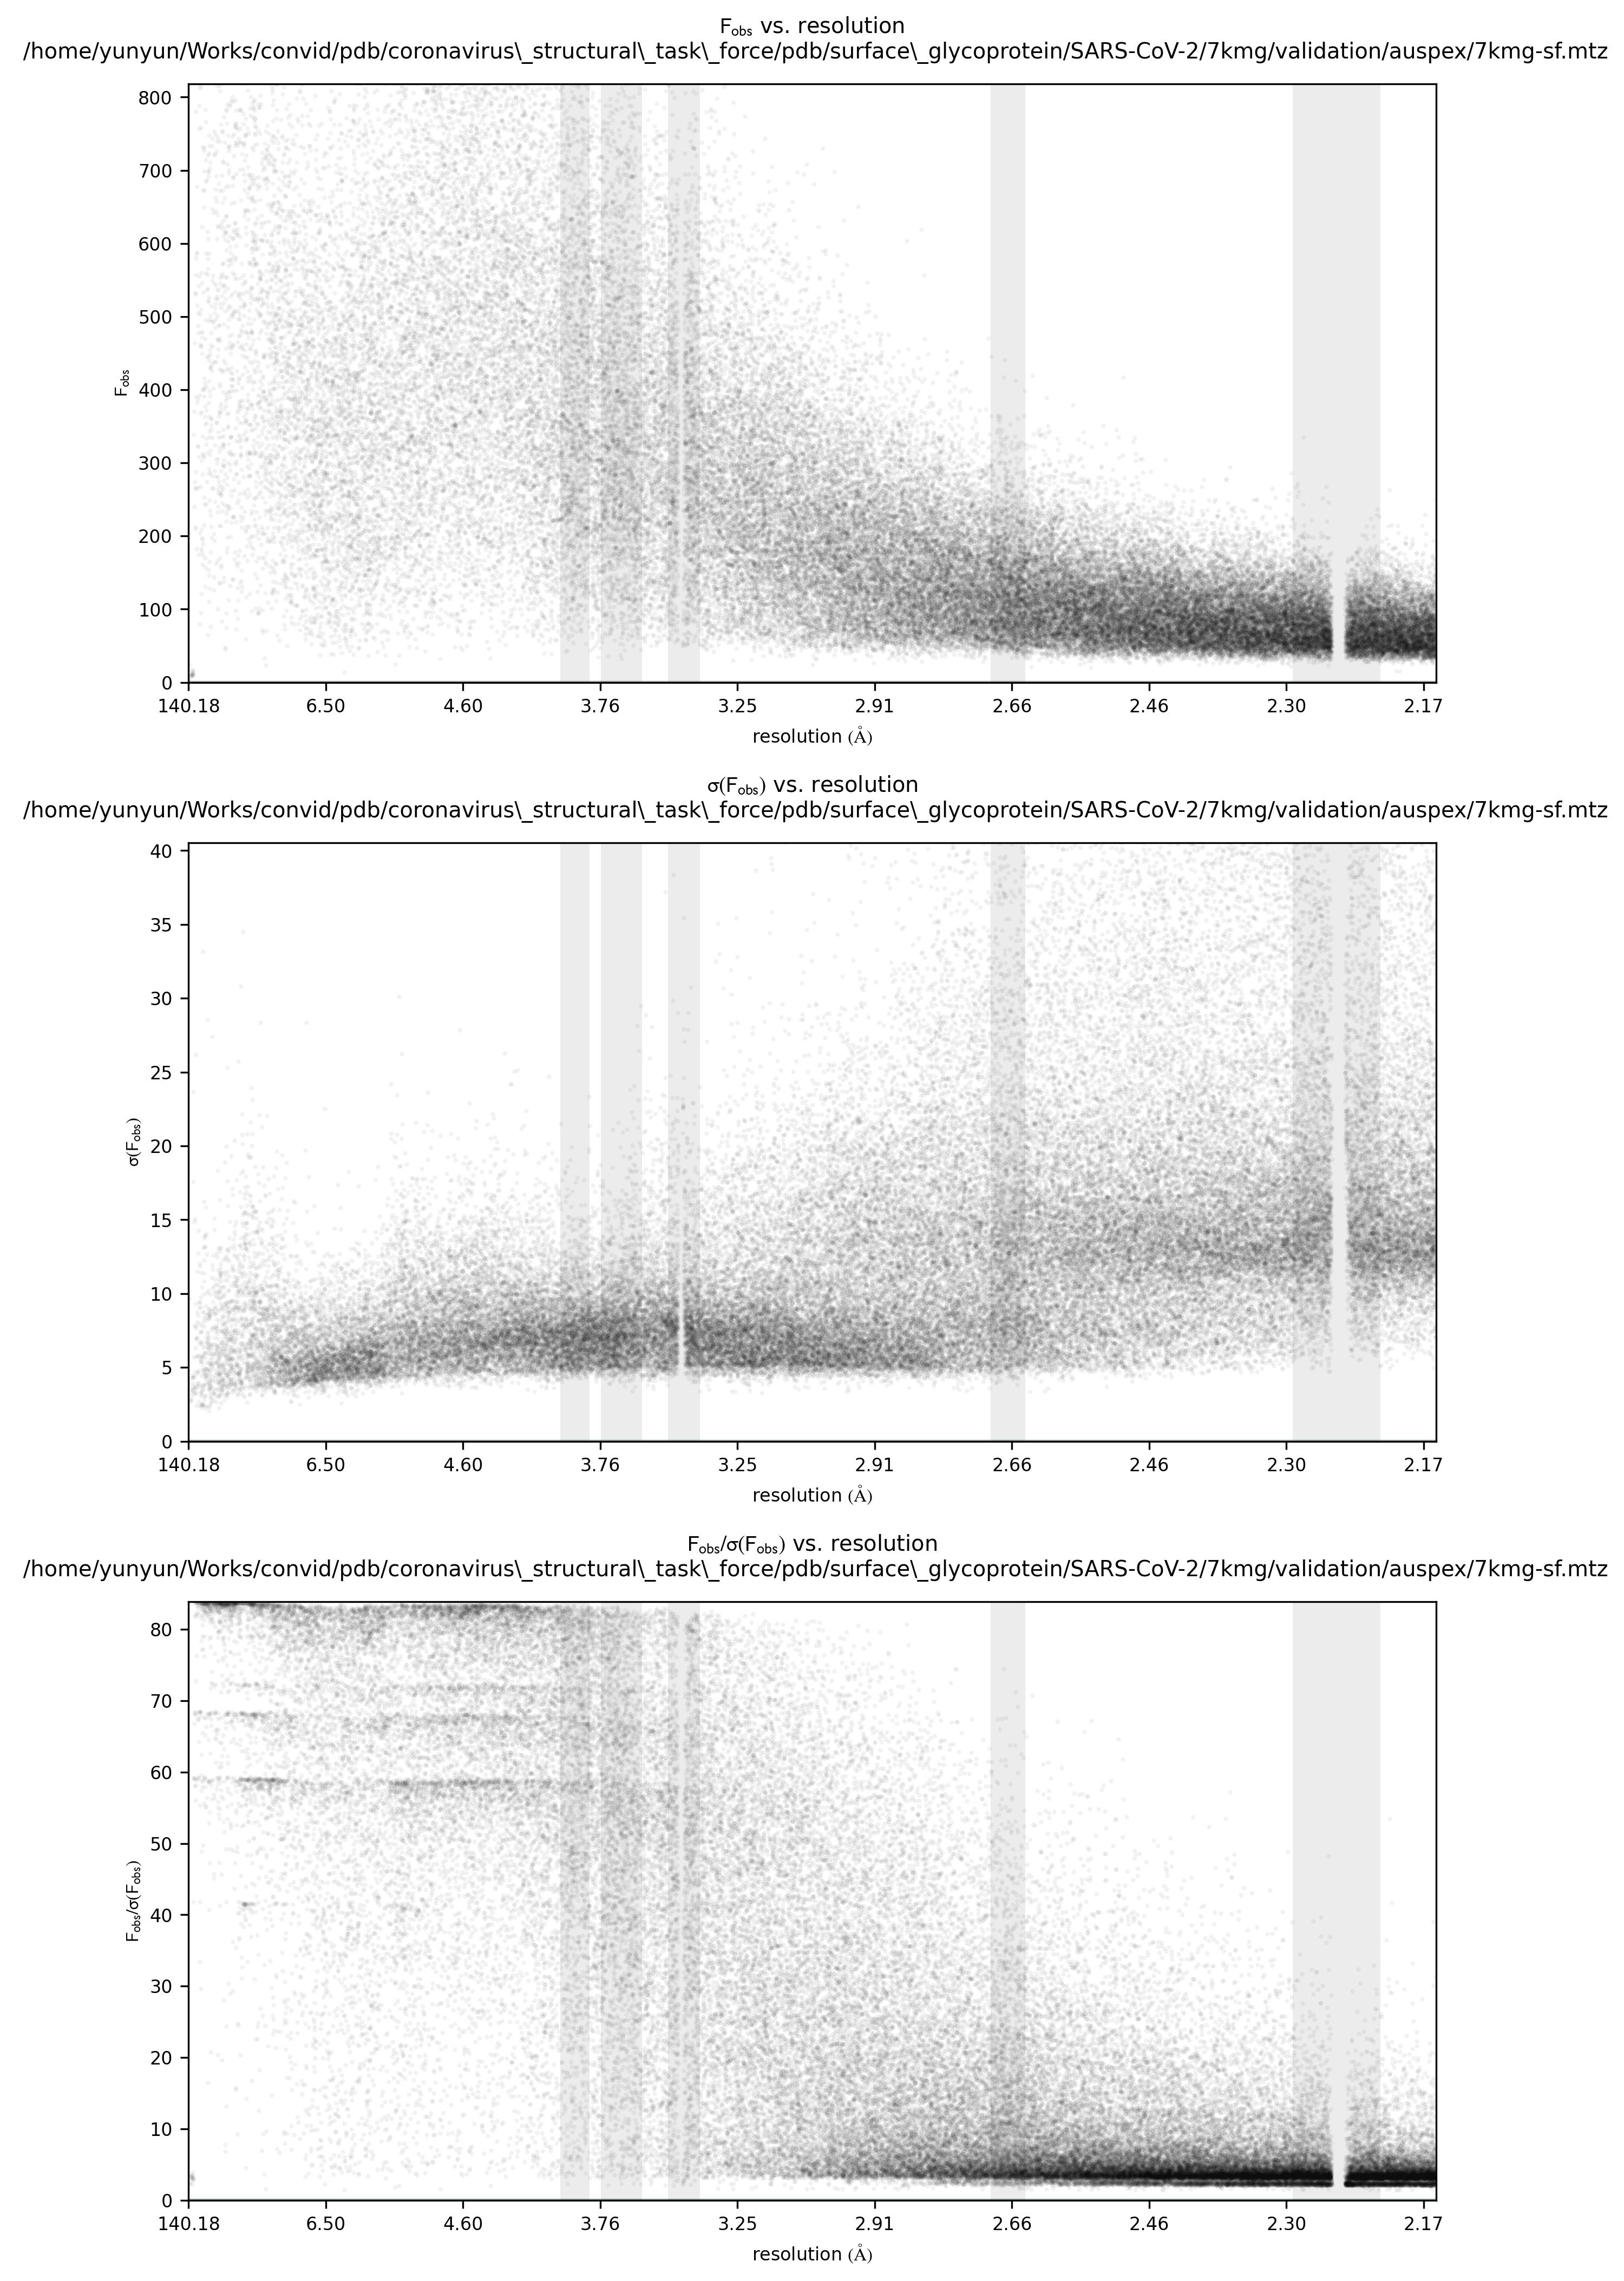 Fobs vs. resolution
/home/yunyun/Works/convid/pdb/coronavirus\_structural\_task\_force/pdb/surface\_glycoprotein/SARS-CoV-2/7kmg/validation/auspex/7kmg-sf.mtz
800
700
600
500
400
300
200
100
0
Fobs
140.18 6.50 4.60 3.76 3.25 2.91 2.66 2.46 2.30 2.17
resolution (Å)
σ(Fobs) vs. resolution
/home/yunyun/Works/convid/pdb/coronavirus\_structural\_task\_force/pdb/surface\_glycoprotein/SARS-CoV-2/7kmg/validation/auspex/7kmg-sf.mtz
40
35
30
25
20
15
10
5
0
σ(Fobs)
140.18 6.50 4.60 3.76 3.25 2.91 2.66 2.46 2.30 2.17
resolution (Å)
Fobs/σ(Fobs) vs. resolution
/home/yunyun/Works/convid/pdb/coronavirus\_structural\_task\_force/pdb/surface\_glycoprotein/SARS-CoV-2/7kmg/validation/auspex/7kmg-sf.mtz
80
70
60
50
40
30
20
10
0
Fobs/σ(Fobs)
140.18 6.50 4.60 3.76 3.25 2.91 2.66 2.46 2.30 2.17
resolution (Å)